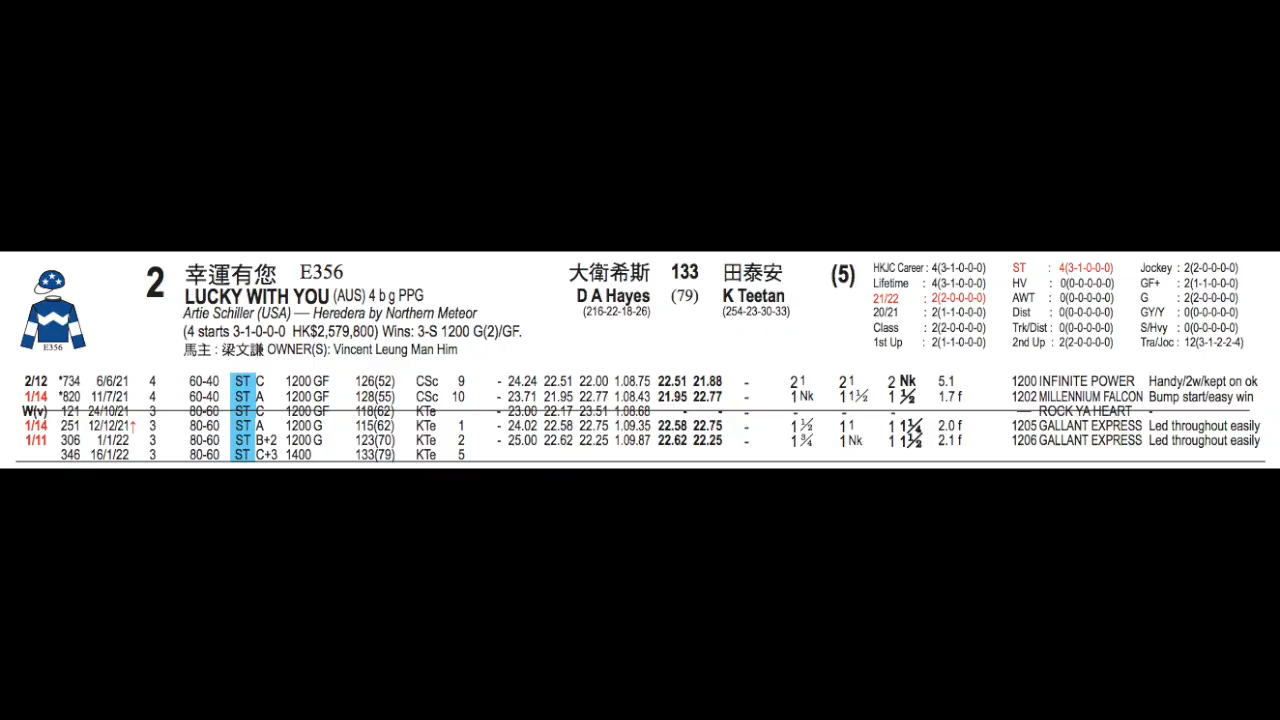 2 幸運有您 E356 大衛希斯 133 田泰安 (5) HKJC Career : 4(3-1-0-0-0) ST : 4(3-1-0-0-0) Jockey : 2(2-0-0-0-0)
LUCKY WITH YOU (AUS) 4 b g PPG D A Hayes (79) K Teetan Lifetime : 4(3-1-0-0-0) HV : 0(0-0-0-0-0) GF+ : 2(1-1-0-0-0)
Artie Schiller (USA) — Heredera by Northern Meteor (216-22-18-26) (254-23-30-33) 21/22 : 2(2-0-0-0-0) AWT : 0(0-0-0-0-0) G : 2(2-0-0-0-0)
20/21 : 2(1-1-0-0-0) Dist : 0(0-0-0-0-0) GY/Y : 0(0-0-0-0-0)
(4 starts 3-1-0-0-0 HK$2,579,800) Wins: 3-S 1200 G(2)/GF. Class : 2(2-0-0-0-0) Trk/Dist : 0(0-0-0-0-0) S/Hvy : 0(0-0-0-0-0)
E356 馬主 : 梁文謙 OWNER(S): Vincent Leung Man Him 1st Up : 2(1-1-0-0-0) 2nd Up : 2(2-0-0-0-0) Tra/Joc : 12(3-1-2-2-4)
2/12 *734 6/6/21 4 60-40 ST C 1200 GF 126(52) CSc 9 - 24.24 22.51 22.00 1.08.75 22.51 21.88 - 2 1 2 1 2 Nk 5.1 1200 INFINITE POWER Handy/2w/kept on ok
1/14 *820 11/7/21 4 60-40 ST A 1200 GF 128(55) CSc 10 - 23.71 21.95 22.77 1.08.43 21.95 22.77 - 1 Nk 1 1½ 1 ½ 1.7 f 1202 MILLENNIUM FALCON Bump start/easy win
W(v) 121 24/10/21 3 80-60 ST C 1200 GF 118(62) KTe - 23.00 22.17 23.51 1.08.68 - - - - - - — ROCK YA HEART -
1/14 251 12/12/21↑ 3 80-60 ST A 1200 G 115(62) KTe 1 - 24.02 22.58 22.75 1.09.35 22.58 22.75 - 1 ½ 1 1 1 1¼ 2.0 f 1205 GALLANT EXPRESS Led throughout easily
1/11 306 1/1/22 3 80-60 ST B+2 1200 G 123(70) KTe 2 - 25.00 22.62 22.25 1.09.87 22.62 22.25 - 1 ¾ 1 Nk 1 1½ 2.1 f 1206 GALLANT EXPRESS Led throughout easily
346 16/1/22 3 80-60 ST C+3 1400 133(79) KTe 5